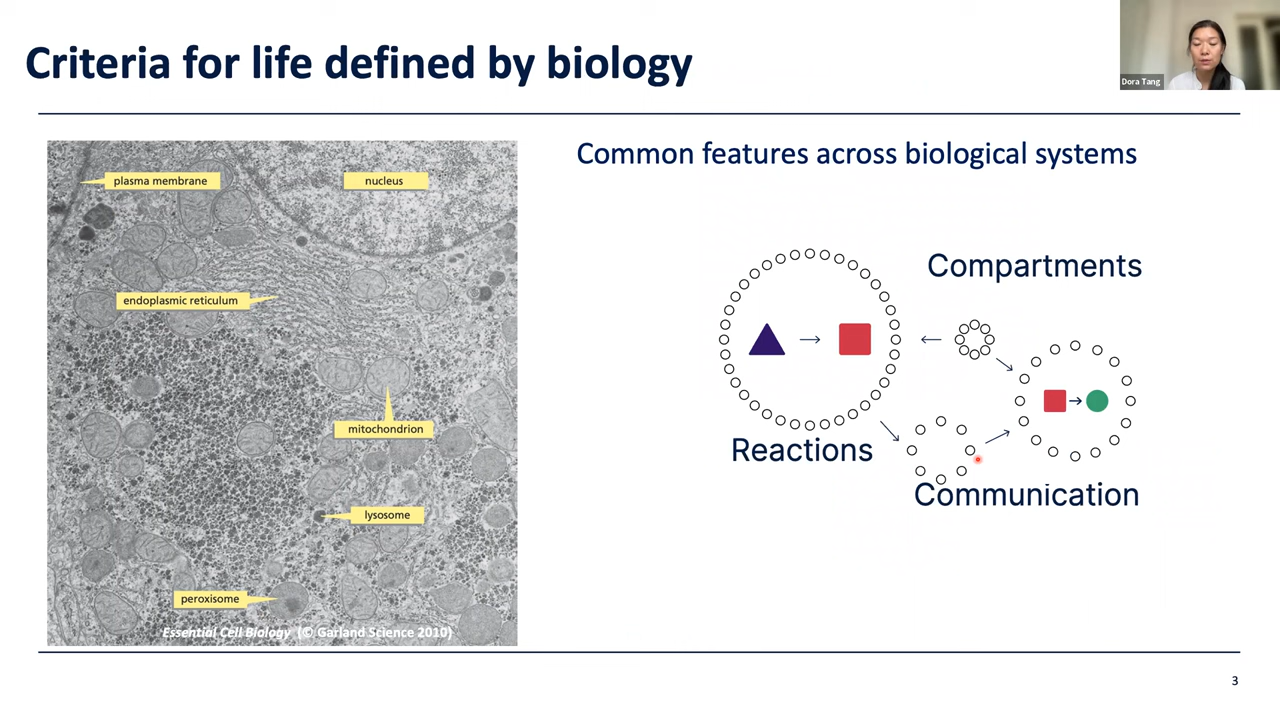 Criteria for life defined by biology
Dora Tang
Common features across biological systems
plasma membrane
nucleus
endoplasmic reticulum
mitochondrion
lysosome
peroxisome
Essential Cell Biology (© Garland Science 2010)
Compartments
Reactions
Communication
3